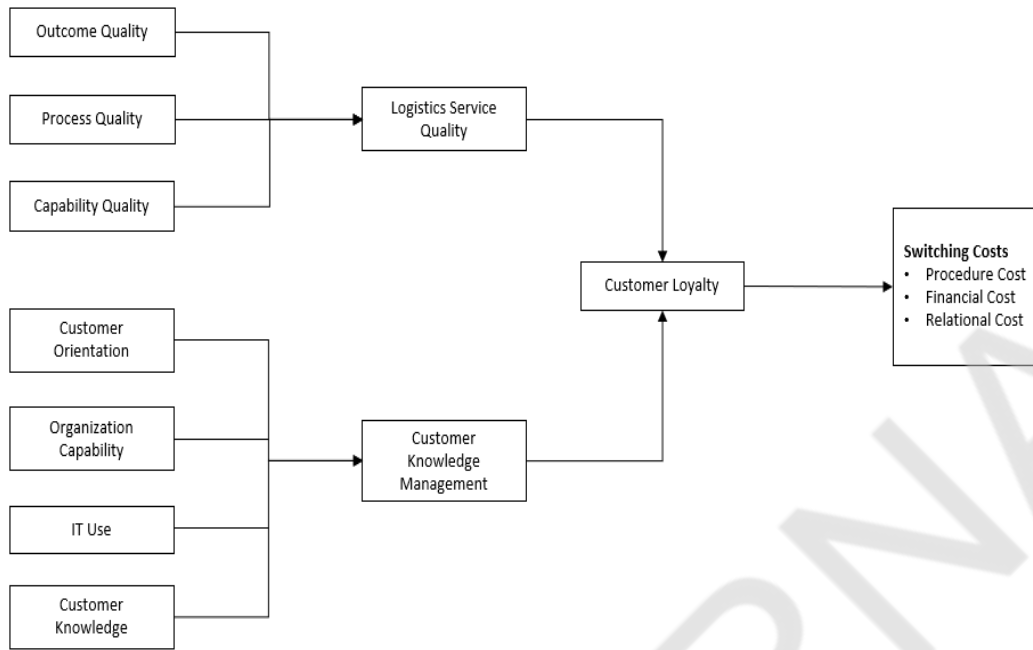 Outcome Quality
Process Quality
Capability Quality
Logistics Service
Quality
Customer
Orientation
Organization
Capability
IT Use
Customer
Knowledge
Customer
Knowledge
Management
Customer Loyalty
Switching Costs
• Procedure Cost
• Financial Cost
• Relational Cost